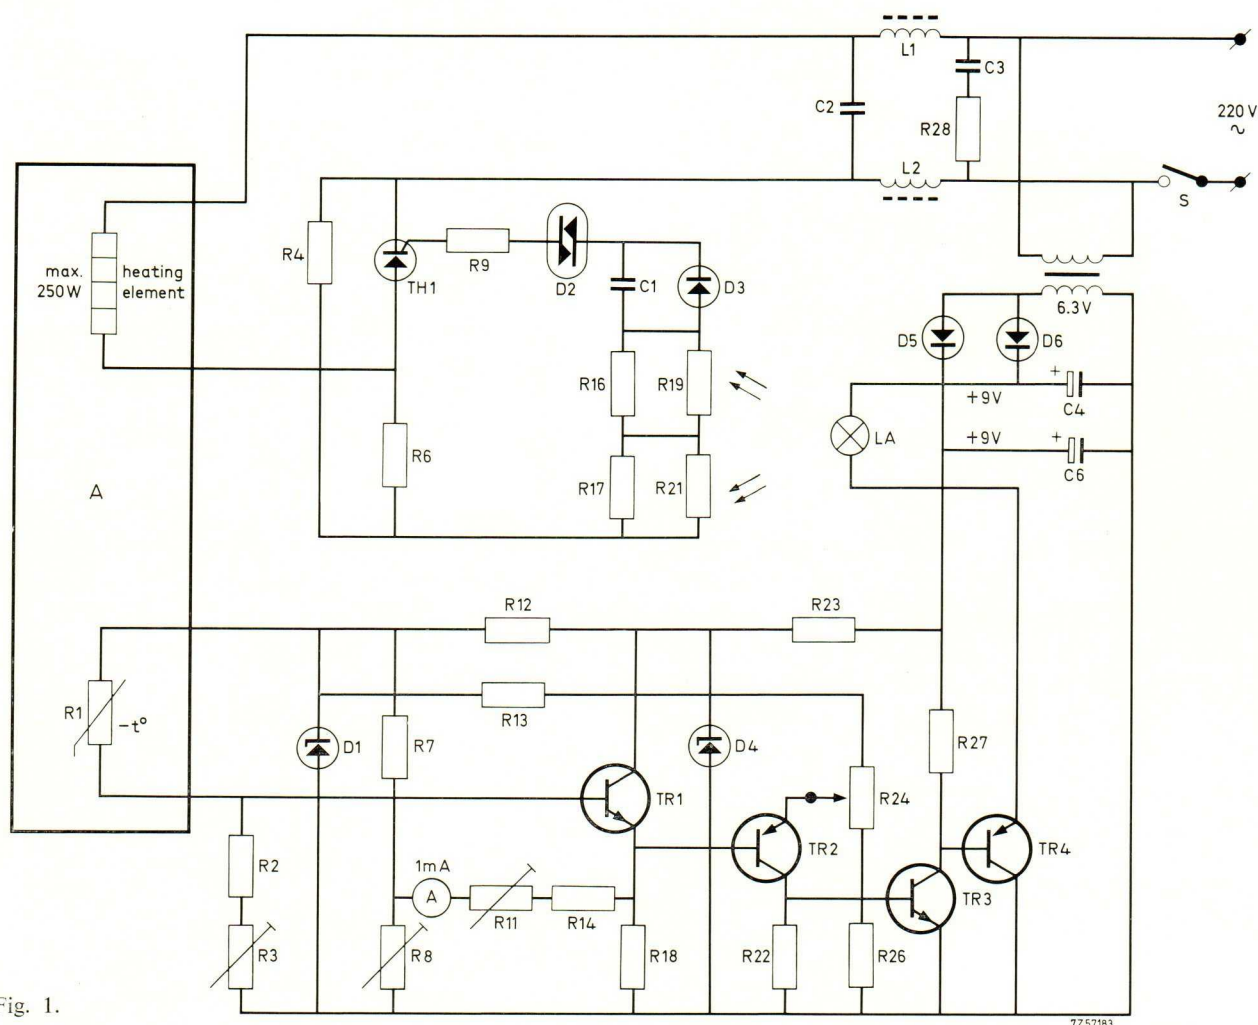 L1
C3
C2
R28
220 V
~
L2
S
R4
TH1
R9
D2
C1
D3
max. 250W
heating element
6.3V
D5
D6
R16
R19
+9V
+
C4
LA
+9V
+
C6
R6
R17
R21
A
R12
R23
R13
R1
-t°
D1
R7
D4
R27
R24
TR1
TR2
TR4
R2
1mA
A
TR3
R11
R14
R3
R8
R18
R22
R26
Fig. 1.
7Z57183